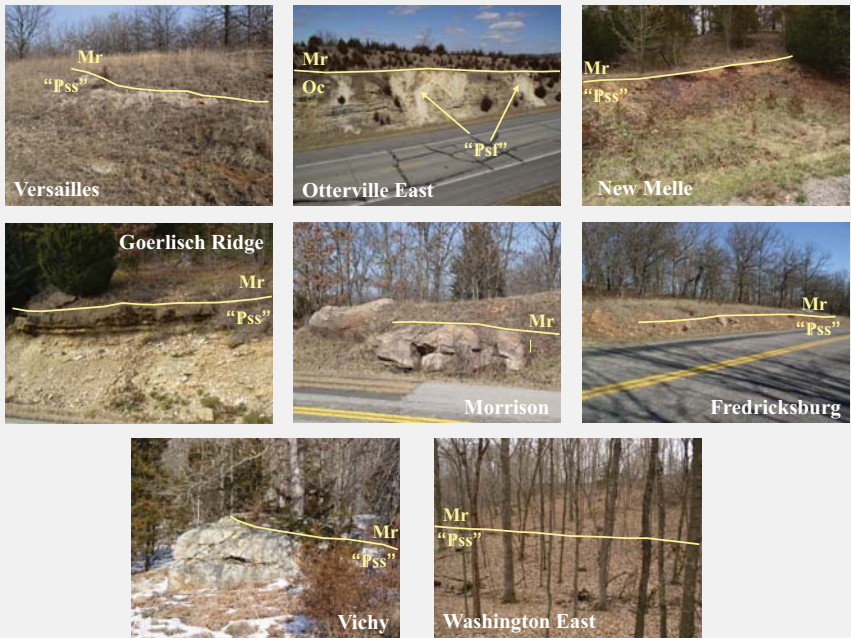 Mr
“ℙss”
Versailles
Mr
Oc
“ℙsf”
Otterville East
Mr
“ℙss”
New Melle
Goerlisch Ridge
Mr
“ℙss”
Mr
Morrison
Mr
“ℙss”
Fredricksburg
Mr
“ℙss”
Vichy
Mr
“ℙss”
Washington East